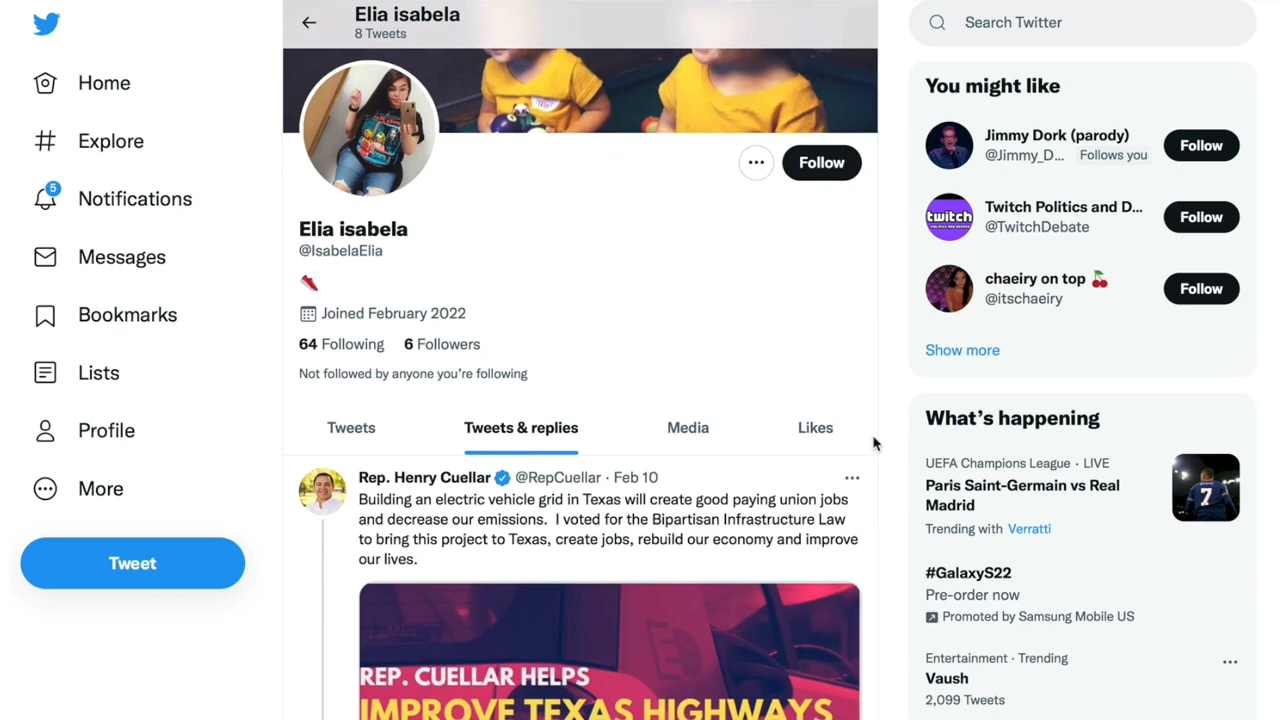 Elia isabela
8 Tweets
Home
Explore
5
Notifications
Messages
Bookmarks
Lists
Profile
More
Tweet
Follow
Elia isabela
@IsabelaElia
Joined February 2022
64 Following 6 Followers
Not followed by anyone you're following
Tweets Tweets & replies Media Likes
Rep. Henry Cuellar @RepCuellar · Feb 10
Building an electric vehicle grid in Texas will create good paying union jobs
and decrease our emissions. I voted for the Bipartisan Infrastructure Law
to bring this project to Texas, create jobs, rebuild our economy and improve
our lives.
REP. CUELLAR HELPS
IMPROVE TEXAS HIGHWAYS
Search Twitter
You might like
Jimmy Dork (parody)
@Jimmy_D... Follows you
Follow
twitch
Twitch Politics and D...
@TwitchDebate
Follow
chaeiry on top 🍒
@itschaeiry
Follow
Show more
What's happening
UEFA Champions League · LIVE
Paris Saint-Germain vs Real
Madrid
Trending with Verratti
7
#GalaxyS22
Pre-order now
Promoted by Samsung Mobile US
Entertainment · Trending
Vaush
2,099 Tweets